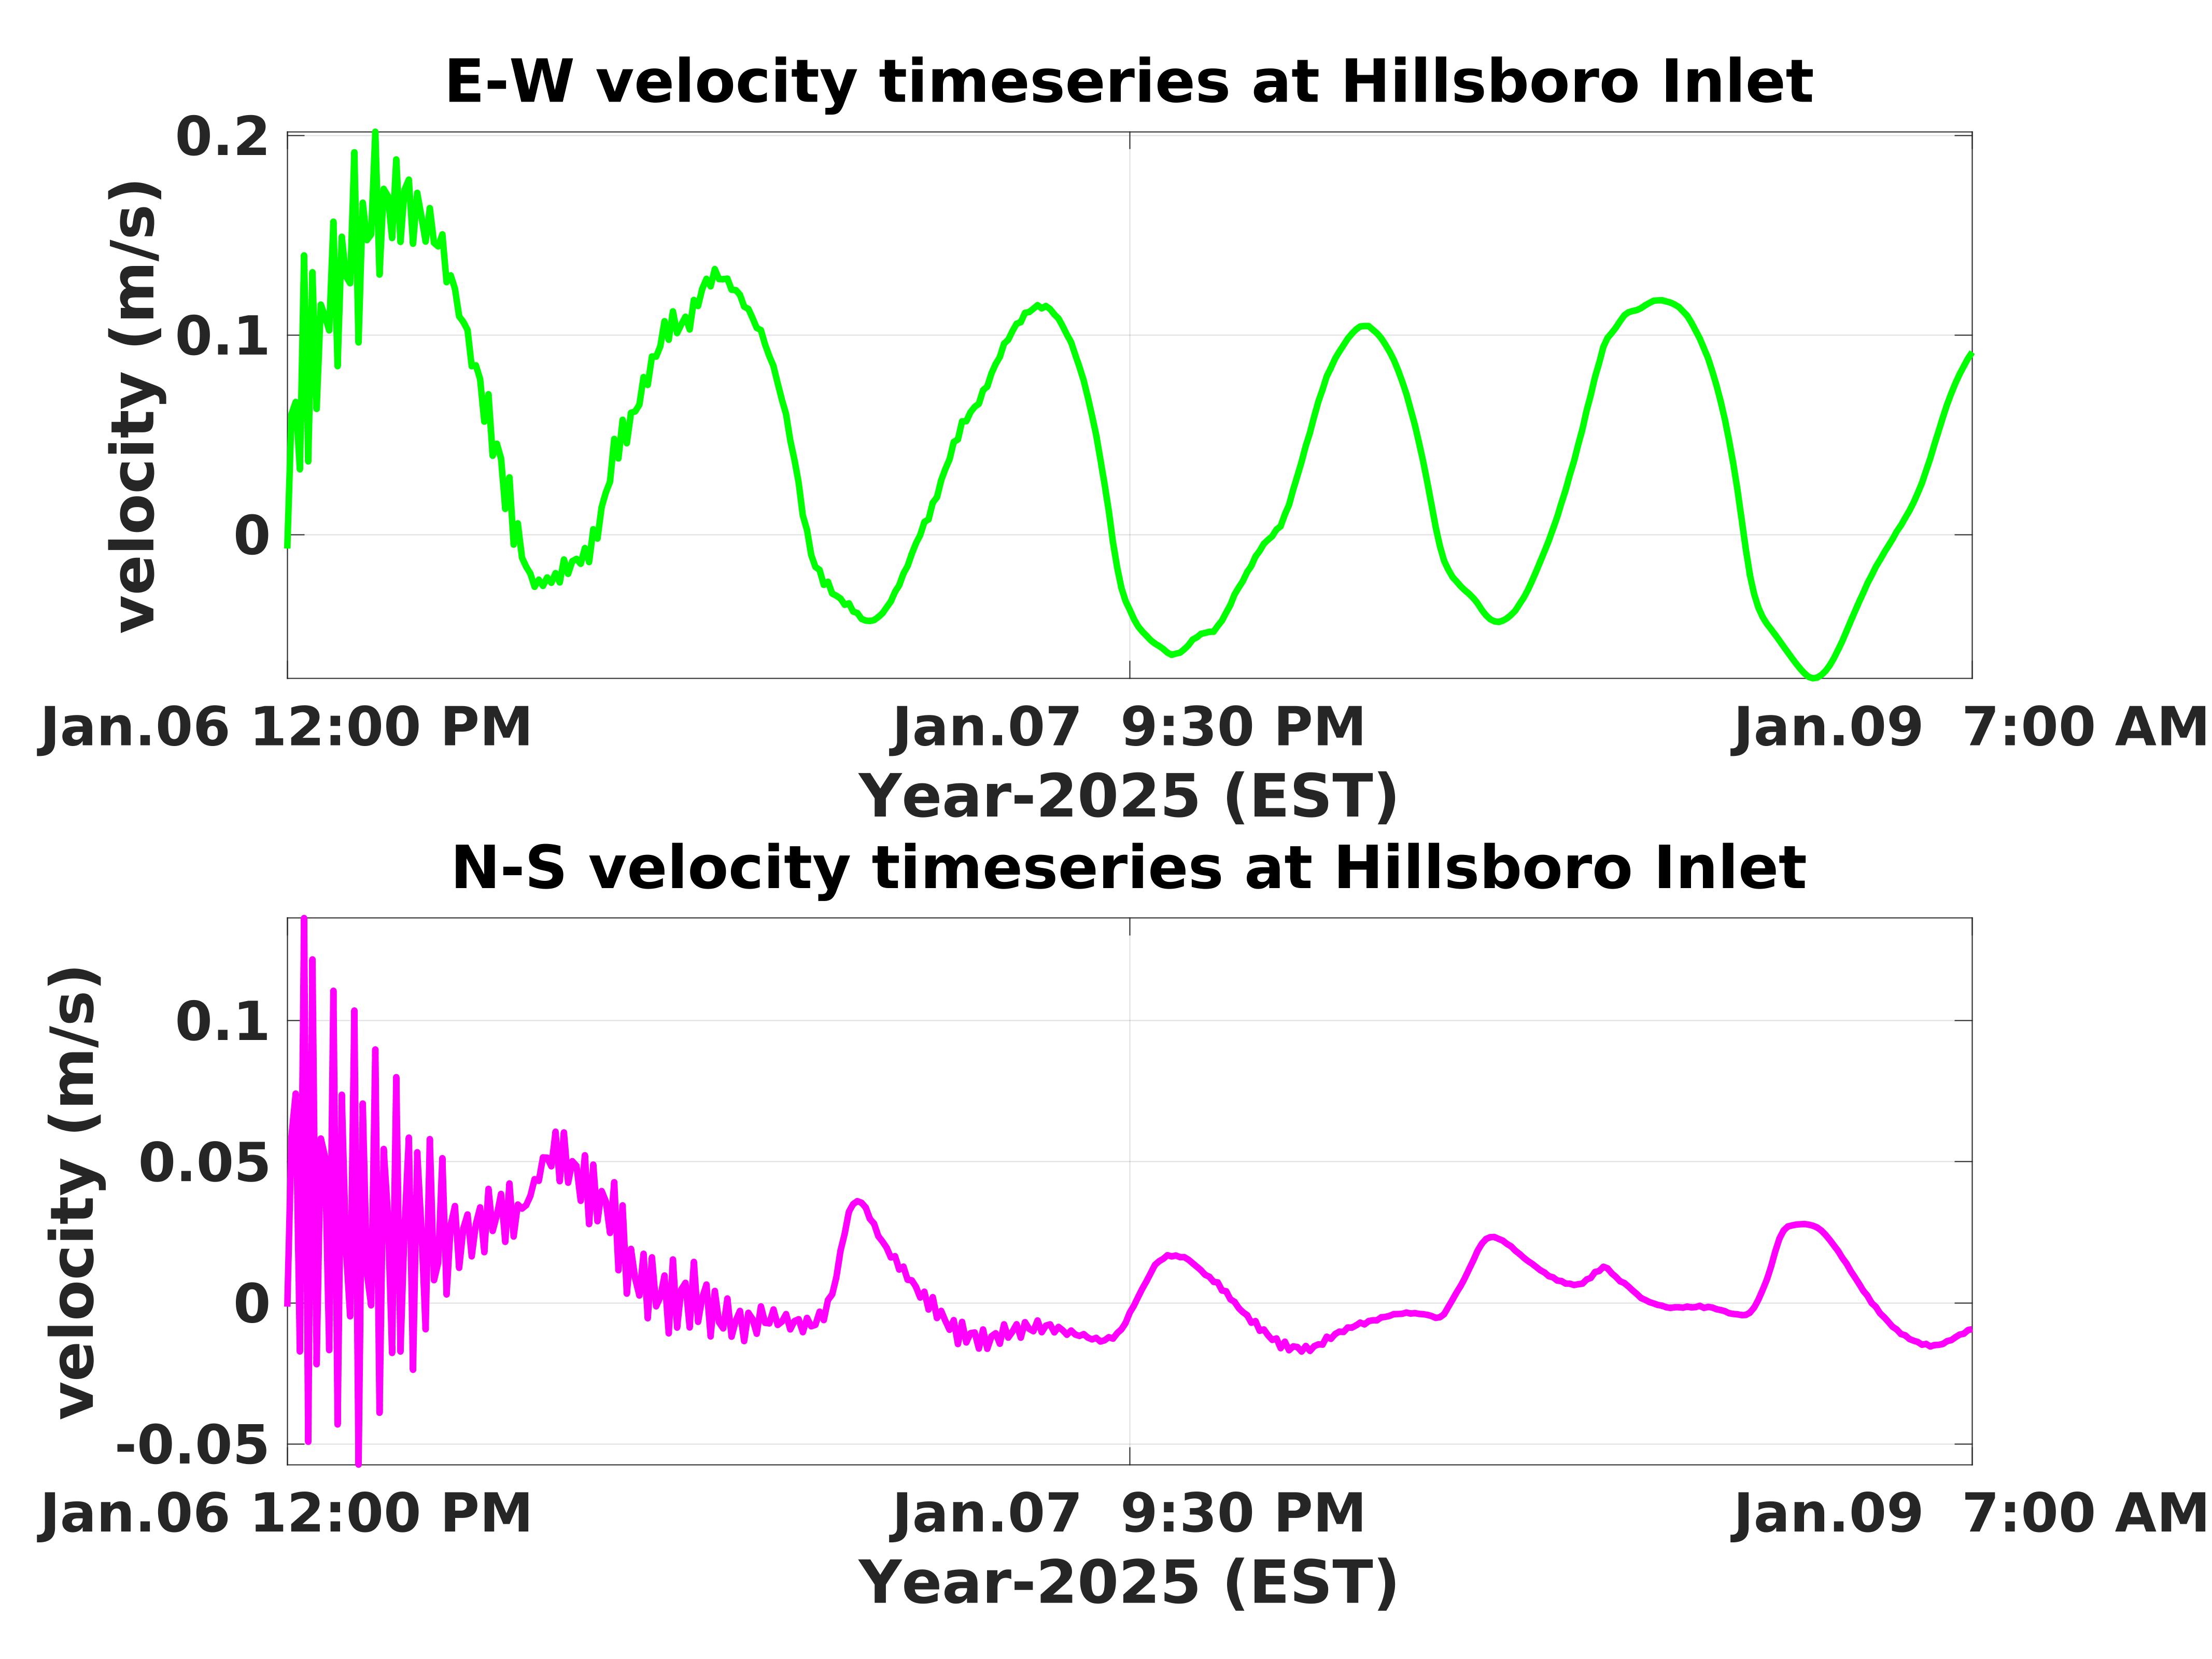 E-W velocity timeseries at Hillsboro Inlet
velocity (m/s)
0.2
0.1
0
Jan.06 12:00 PM
Jan.07  9:30 PM
Jan.09  7:00 AM
Year-2025 (EST)
N-S velocity timeseries at Hillsboro Inlet
velocity (m/s)
0.1
0.05
0
-0.05
Jan.06 12:00 PM
Jan.07  9:30 PM
Jan.09  7:00 AM
Year-2025 (EST)